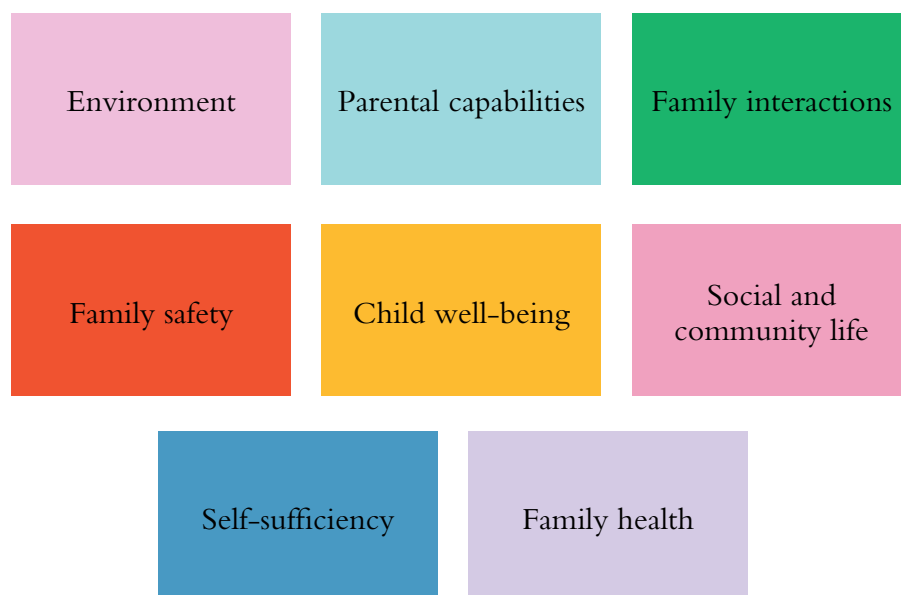 Environment
Parental capabilities
Family interactions
Family safety
Child well-being
Social and
community life
Self-sufficiency
Family health